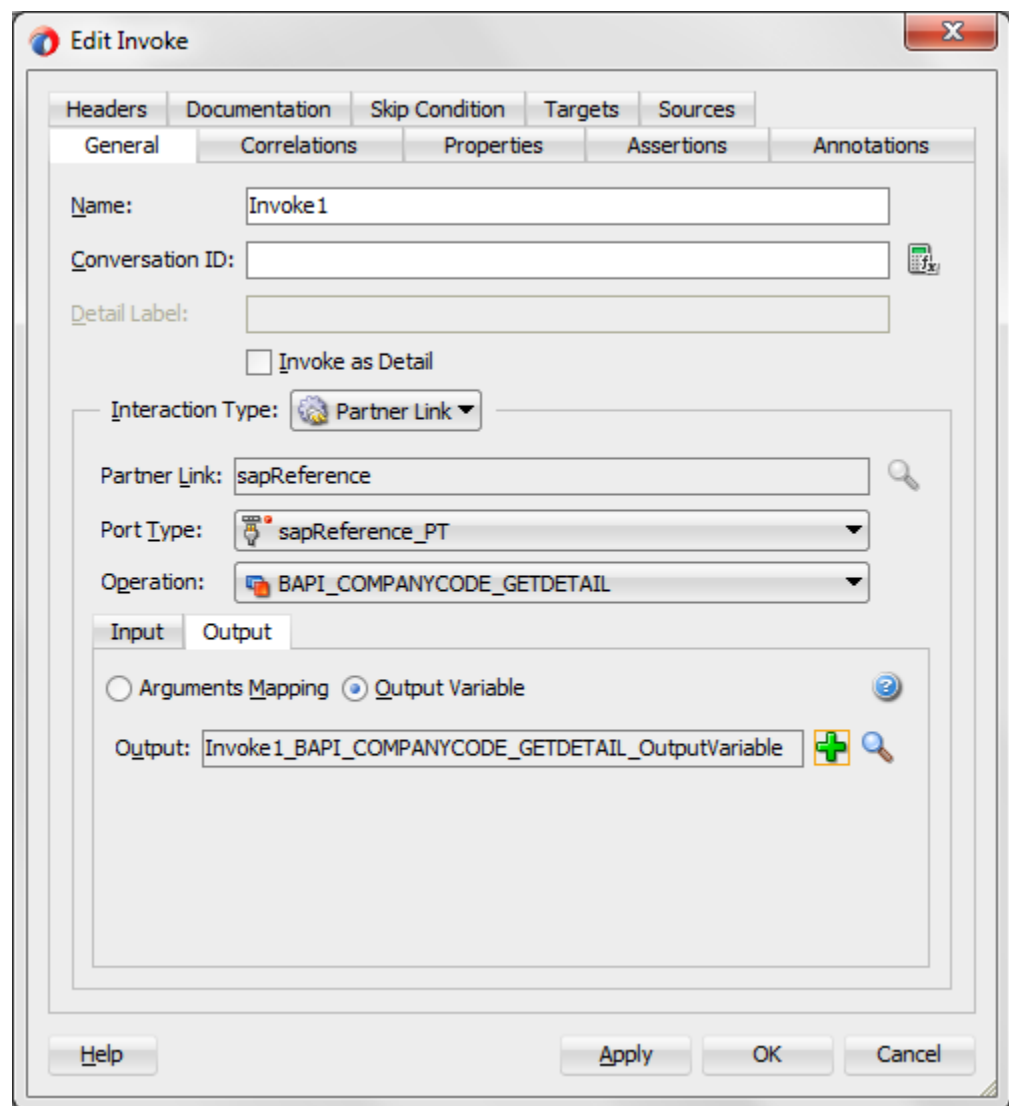 Edit Invoke
Headers Documentation Skip Condition Targets Sources
General Correlations Properties Assertions Annotations
Name: Invoke1
Conversation ID:
Detail Label:
Invoke as Detail
Interaction Type: Partner Link
Partner Link: sapReference
Port Type: sapReference_PT
Operation: BAPI_COMPANYCODE_GETDETAIL
Input Output
Arguments Mapping Output Variable
Output: Invoke1_BAPI_COMPANYCODE_GETDETAIL_OutputVariable
Help Apply OK Cancel